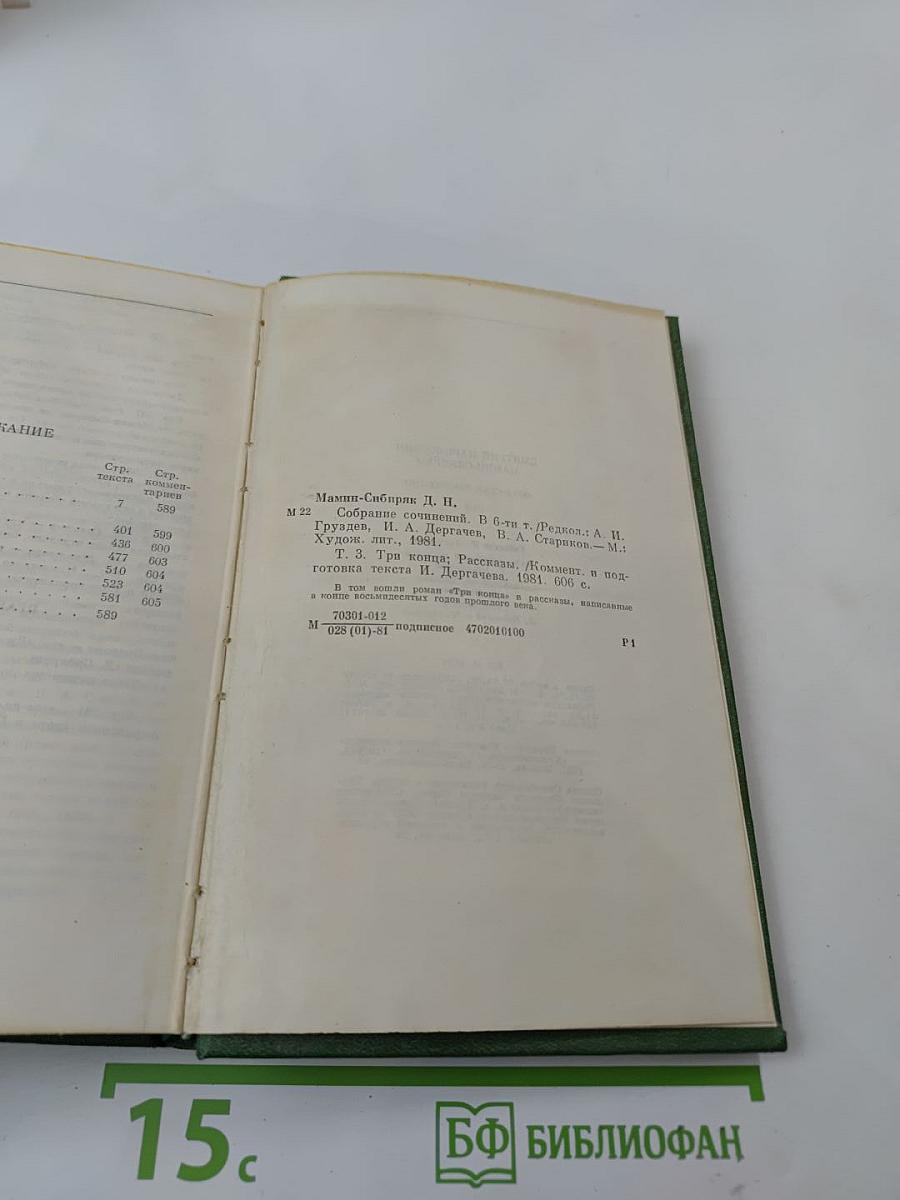 КАНИЕ
Стр. текста Стр. коммен-тариев
7 589
401 599
436 600
477 603
510 604
523 604
581 605
589
Мамин-Сибиряк Д. Н.
М 22 Собрание сочинений. В 6-ти т. /Редкол.: А. И.
Груздев, И. А. Дергачев, В. А. Стариков.— М.:
Худож. лит., 1981.
Т. 3. Три конца; Рассказы. /Коммент. и под-
готовка текста И. Дергачева. 1981. 606 с.
В том вошли роман «Три конца» и рассказы, написанные
в конце восьмидесятых годов прошлого века.
М 70301-012
028 (01)-81 подписное 4702010100
Р1
15 с
БФ БИБЛИОФАН